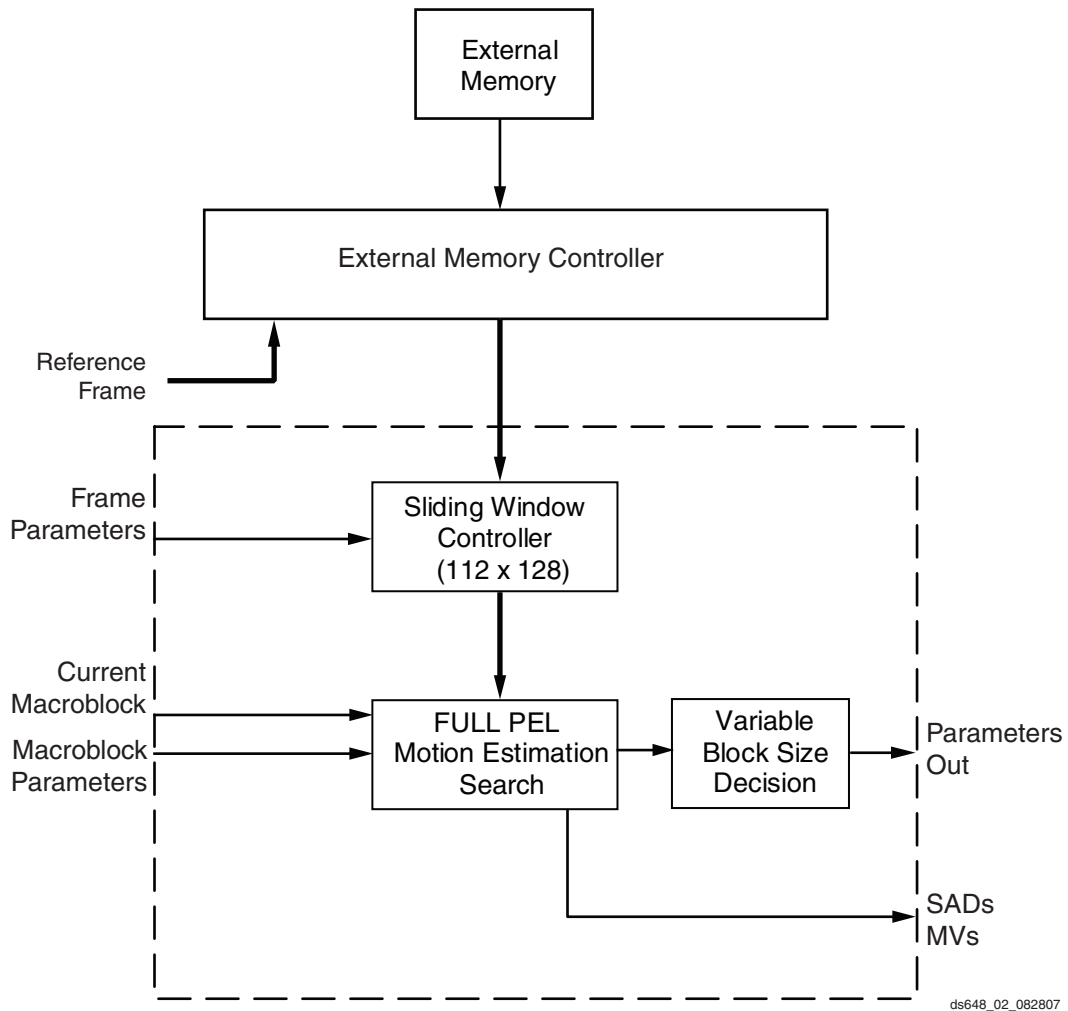 External
Memory
External Memory Controller
Reference
Frame
Frame
Parameters
Sliding Window
Controller
(112 x 128)
Current
Macroblock
Macroblock
Parameters
FULL PEL
Motion Estimation
Search
Variable
Block Size
Decision
Parameters
Out
SADs
MVs
ds648_02_082807